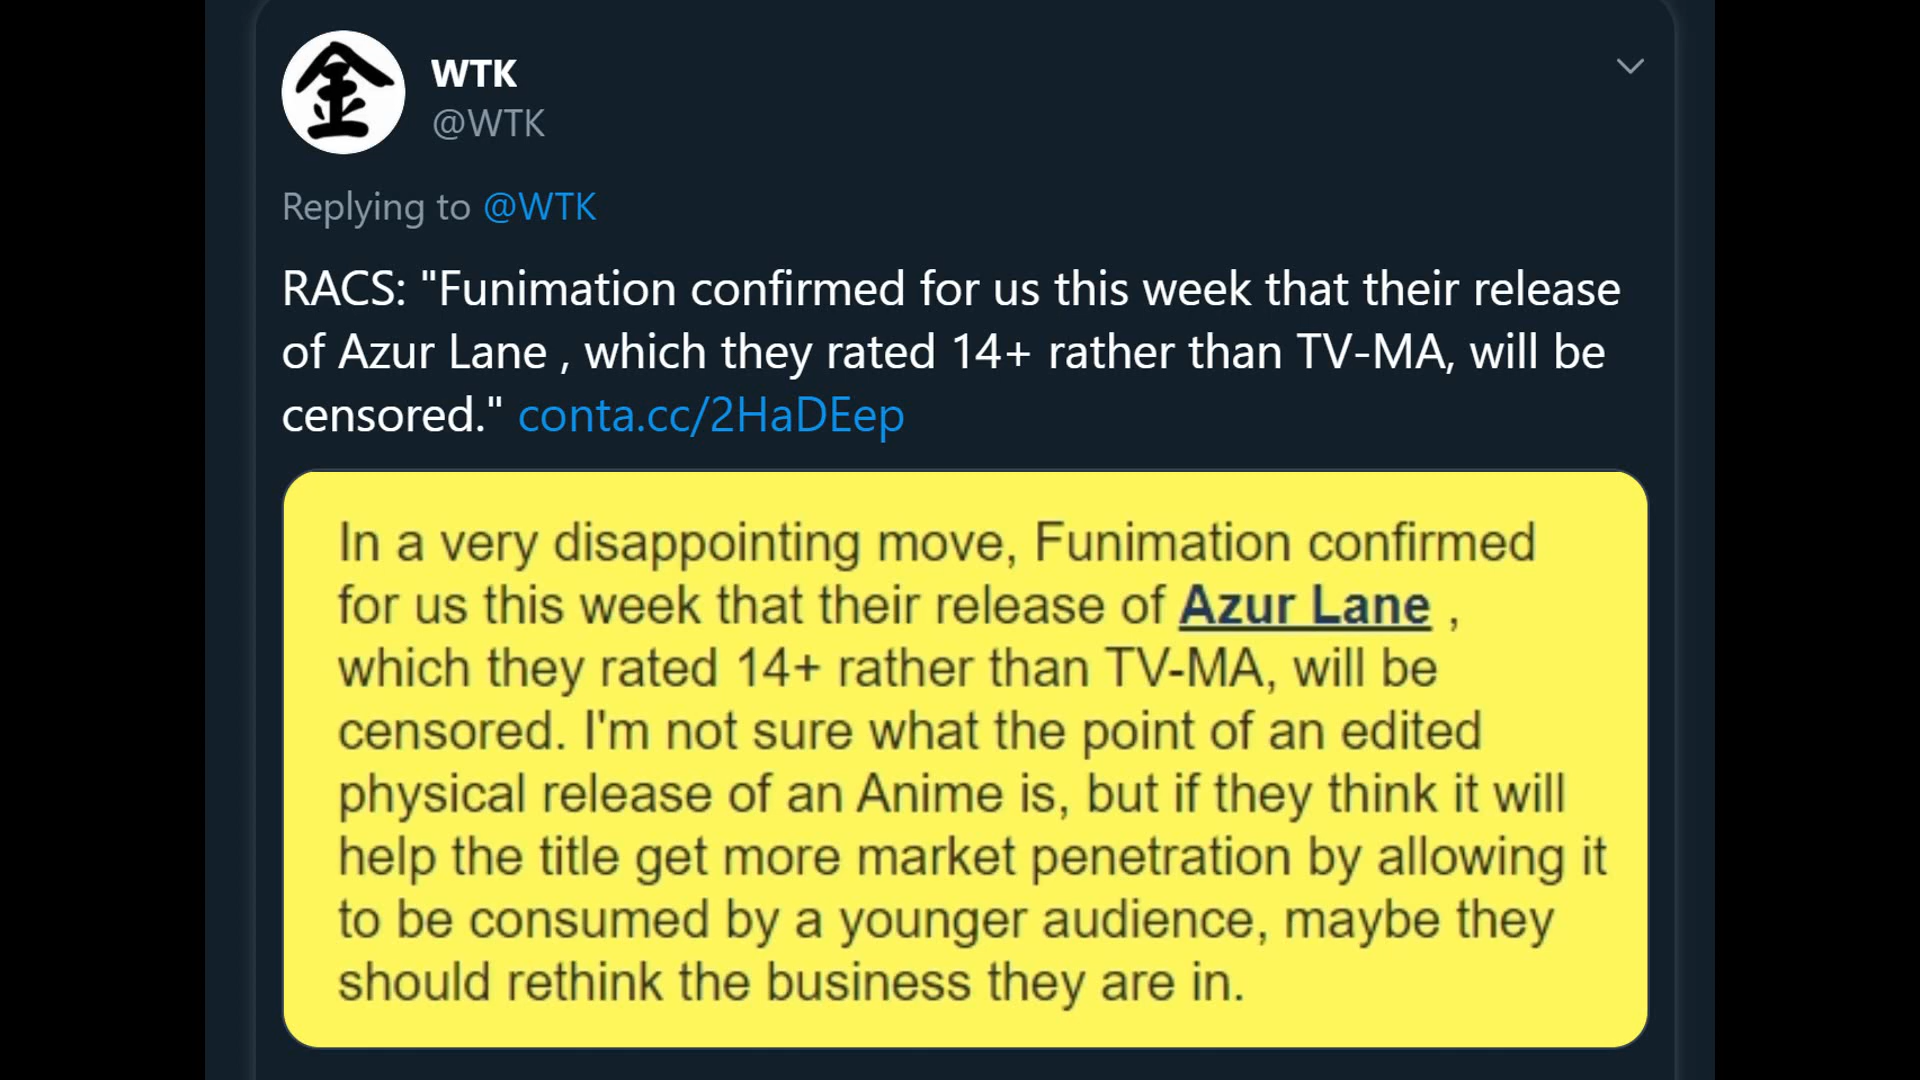 金
WTK
@WTK
Replying to @WTK
RACS: "Funimation confirmed for us this week that their release
of Azur Lane , which they rated 14+ rather than TV-MA, will be
censored." conta.cc/2HaDEep
In a very disappointing move, Funimation confirmed
for us this week that their release of Azur Lane ,
which they rated 14+ rather than TV-MA, will be
censored. I'm not sure what the point of an edited
physical release of an Anime is, but if they think it will
help the title get more market penetration by allowing it
to be consumed by a younger audience, maybe they
should rethink the business they are in.